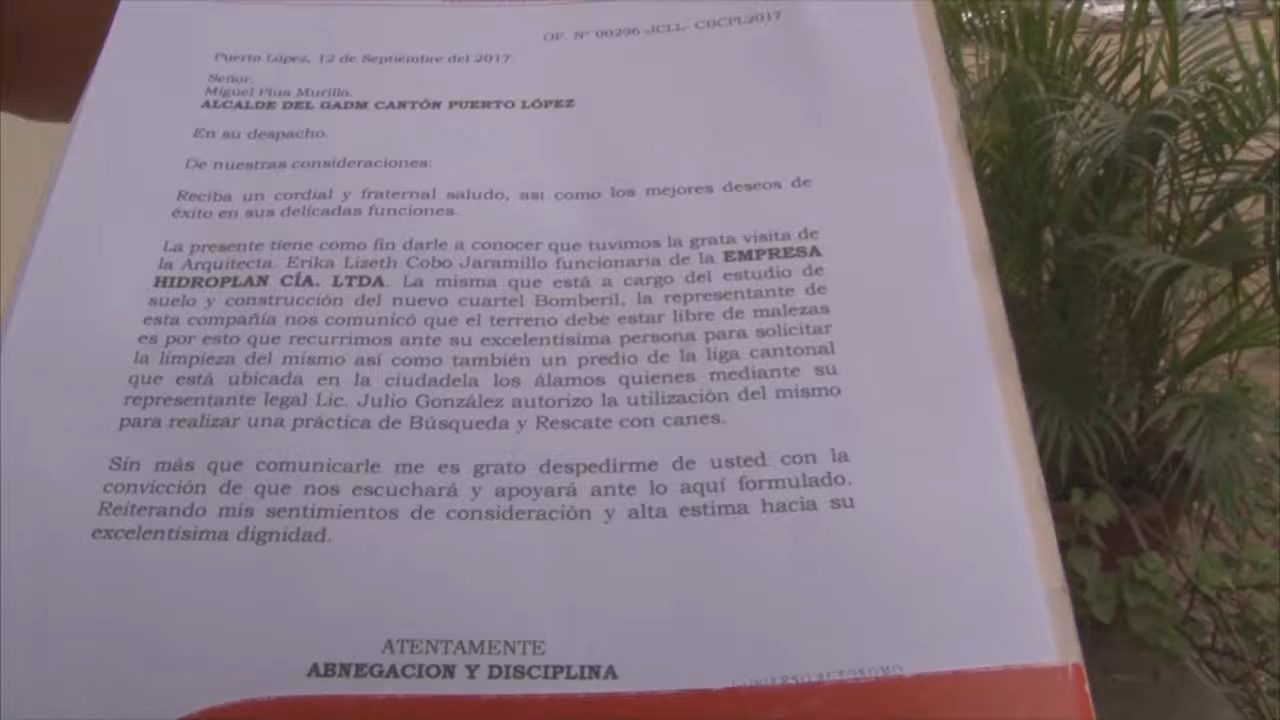 OF. N° 00296-JCLL- CBCPL2017
Puerto López, 12 de Septiembre del 2017
Señor.
Miguel Plua Murillo.
ALCALDE DEL GADM CANTÓN PUERTO LÓPEZ
En su despacho.
De nuestras consideraciones:
Reciba un cordial y fraternal saludo, asi como los mejores deseos de
éxito en sus delicadas funciones.
La presente tiene como fin darle a conocer que tuvimos la grata visita de
la Arquitecta. Erika Lizeth Cobo Jaramillo funcionaria de la EMPRESA
HIDROPLAN CÍA. LTDA. La misma que está a cargo del estudio de
suelo y construcción del nuevo cuartel Bomberil, la representante de
esta compañía nos comunicó que el terreno debe estar libre de malezas
es por esto que recurrimos ante su excelentísima persona para solicitar
la limpieza del mismo así como también un predio de la liga cantonal
que está ubicada en la ciudadela los álamos quienes mediante su
representante legal Lic. Julio González autorizo la utilización del mismo
para realizar una práctica de Búsqueda y Rescate con canes.
Sin más que comunicarle me es grato despedirme de usted con la
convicción de que nos escuchará y apoyará ante lo aquí formulado.
Reiterando mis sentimientos de consideración y alta estima hacia su
excelentísima dignidad.
ATENTAMENTE
ABNEGACION Y DISCIPLINA
GOBIERNO AUTONOMO